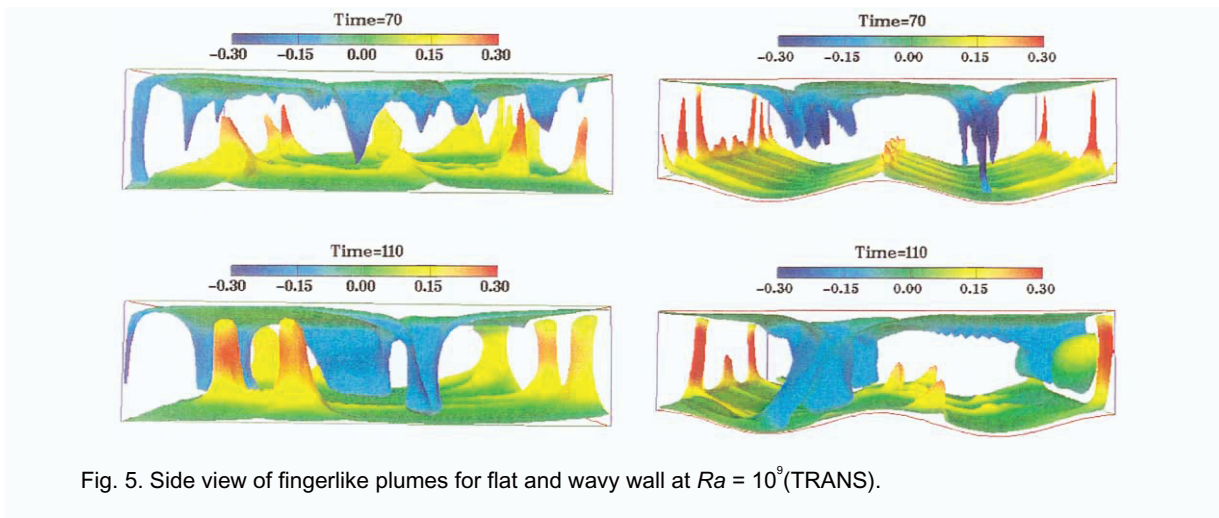 Time=70
-0.30 -0.15 0.00 0.15 0.30
Time=70
-0.30 -0.15 0.00 0.15 0.30
Time=110
-0.30 -0.15 0.00 0.15 0.30
Time=110
-0.30 -0.15 0.00 0.15 0.30
Fig. 5. Side view of fingerlike plumes for flat and wavy wall at Ra = 10⁹(TRANS).